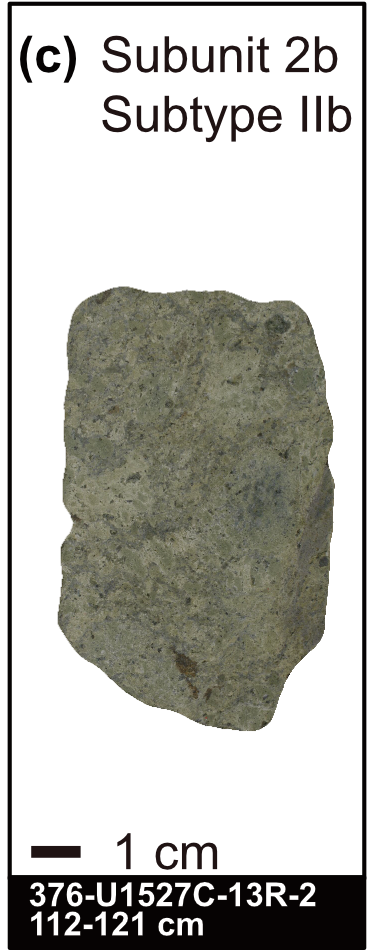 (c) Subunit 2b
Subtype IIb
1 cm
376-U1527C-13R-2
112-121 cm